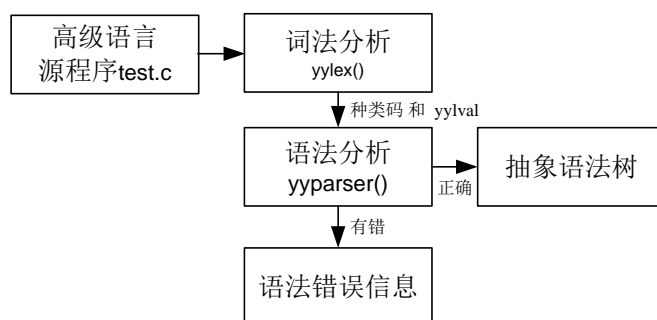 高级语言
源程序test.c
词法分析
yylex()
种类码 和 yylval
语法分析
yyparser()
正确
抽象语法树
有错
语法错误信息